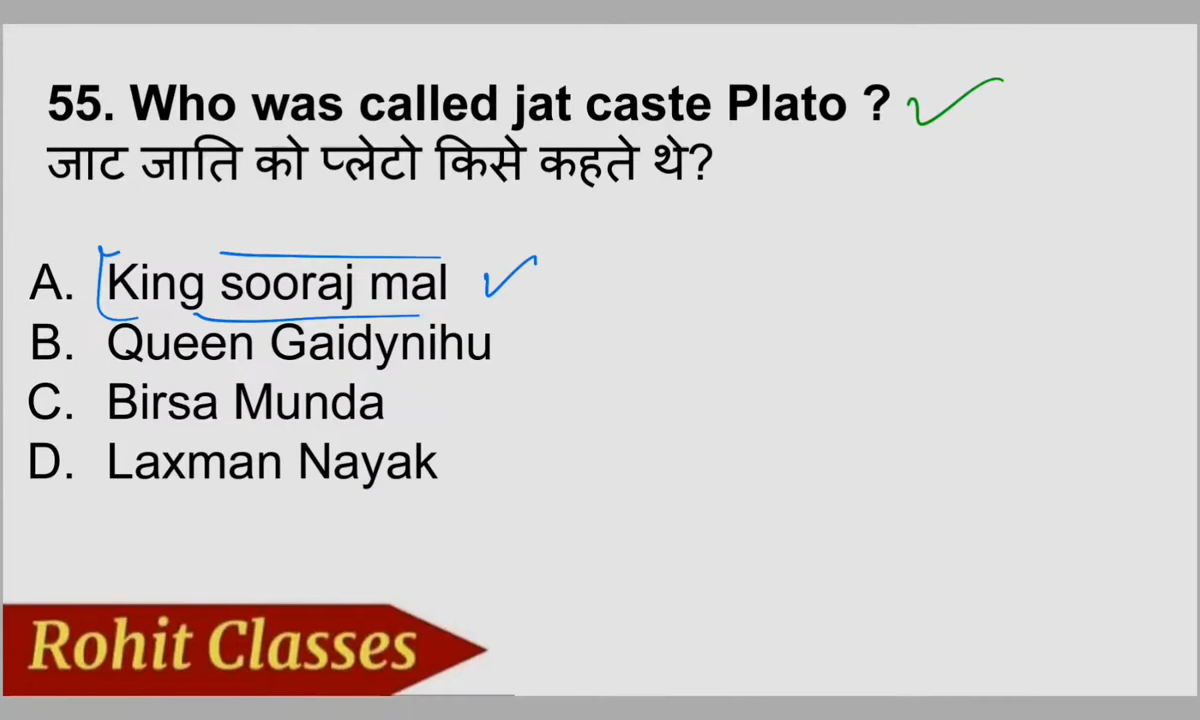 55. Who was called jat caste Plato ?
जाट जाति को प्लेटो किसे कहते थे?
A. King sooraj mal
B. Queen Gaidynihu
C. Birsa Munda
D. Laxman Nayak
Rohit Classes